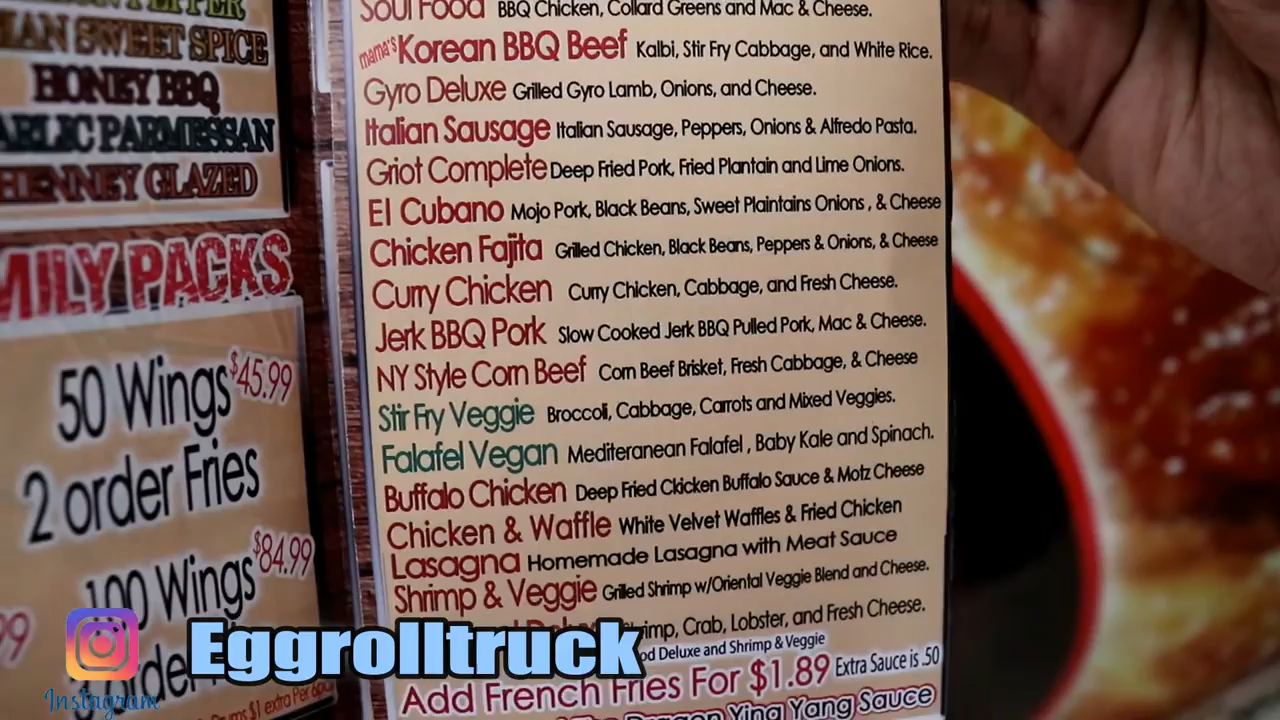 PEPPER
SWEET SPICE
HONEY BBQ
PARMESSAN
HENNEY GLAZED
MILY PACKS
50 Wings $45.99
2 order Fries
100 Wings $84.99
Soul Food BBQ Chicken, Collard Greens and Mac & Cheese.
mama's Korean BBQ Beef Kalbi, Stir Fry Cabbage, and White Rice.
Gyro Deluxe Grilled Gyro Lamb, Onions, and Cheese.
Italian Sausage Italian Sausage, Peppers, Onions & Alfredo Pasta.
Griot Complete Deep Fried Pork, Fried Plantain and Lime Onions.
El Cubano Mojo Pork, Black Beans, Sweet Plaintains Onions , & Cheese
Chicken Fajita Grilled Chicken, Black Beans, Peppers & Onions, & Cheese
Curry Chicken Curry Chicken, Cabbage, and Fresh Cheese.
Jerk BBQ Pork Slow Cooked Jerk BBQ Pulled Pork, Mac & Cheese.
NY Style Corn Beef Corn Beef Brisket, Fresh Cabbage, & Cheese
Stir Fry Veggie Broccoli, Cabbage, Carrots and Mixed Veggies.
Falafel Vegan Mediteranean Falafel , Baby Kale and Spinach.
Buffalo Chicken Deep Fried Ckicken Buffalo Sauce & Motz Cheese
Chicken & Waffle White Velvet Waffles & Fried Chicken
Lasagna Homemade Lasagna with Meat Sauce
Shrimp & Veggie Grilled Shrimp w/Oriental Veggie Blend and Cheese.
Crab, Lobster, and Fresh Cheese.
Deluxe and Shrimp & Veggie
Add French Fries For $1.89 Extra Sauce is .50
Dragon Ying Yang Sauce
Instagram
Eggrolltruck